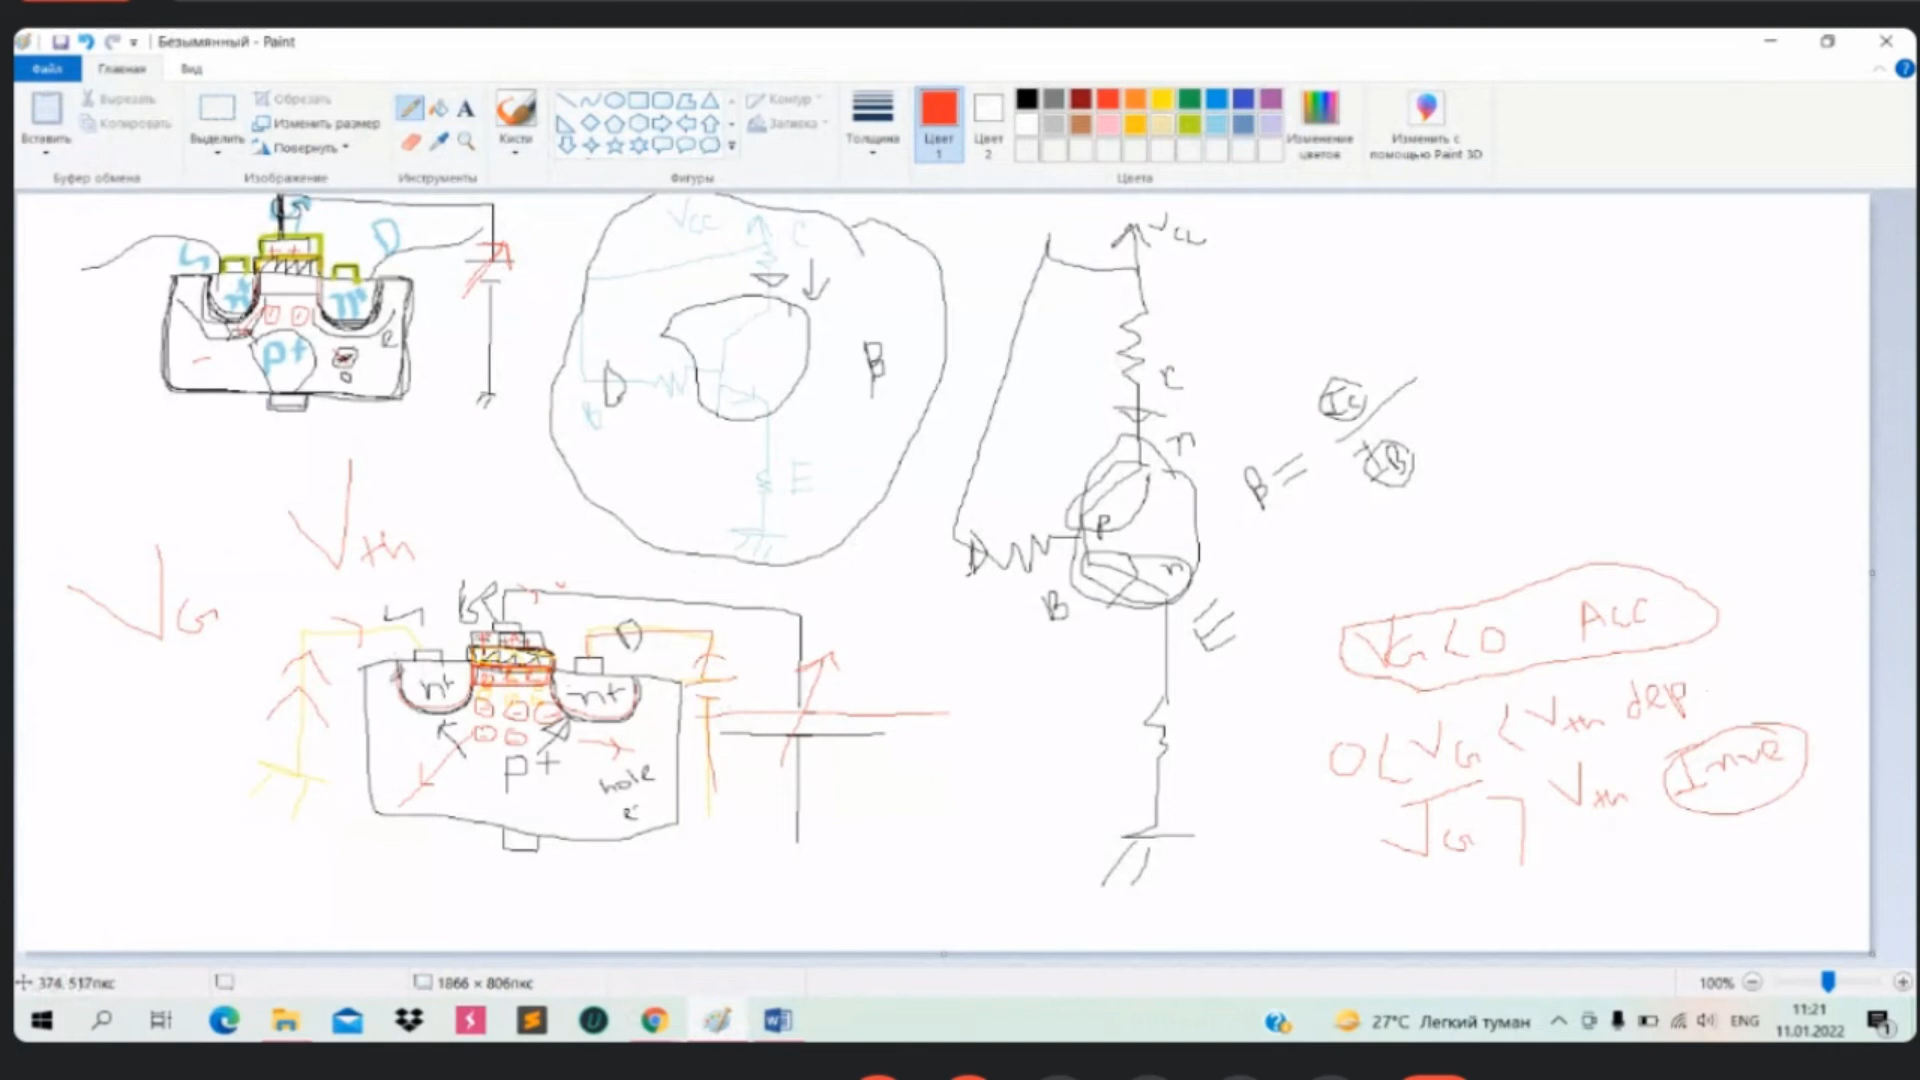 Безымянный - Paint
Файл
Главная
Вид
Вставить
Вырезать
Копировать
Буфер обмена
Выделить
Обрезать
Изменить размер
Повернуть
Изображение
A
Инструменты
Кисти
Контур
Заливка
Фигуры
Толщина
Цвет 1
Цвет 2
Изменение цветов
Цвета
Изменить с помощью Paint 3D
S
D
n+
P+
Vcc
C
B
E
β
Vcc
C
n
P
n
B
E
β = IC / IB
VG
Vth
S
G
D
n+
n+
P+
hole
e-
VG < 0 Acc
0 < VG < Vth dep
VG > Vth Inve
374, 517пкс
1866 × 806пкс
100%
27°C Легкий туман
ENG
11:21
11.01.2022